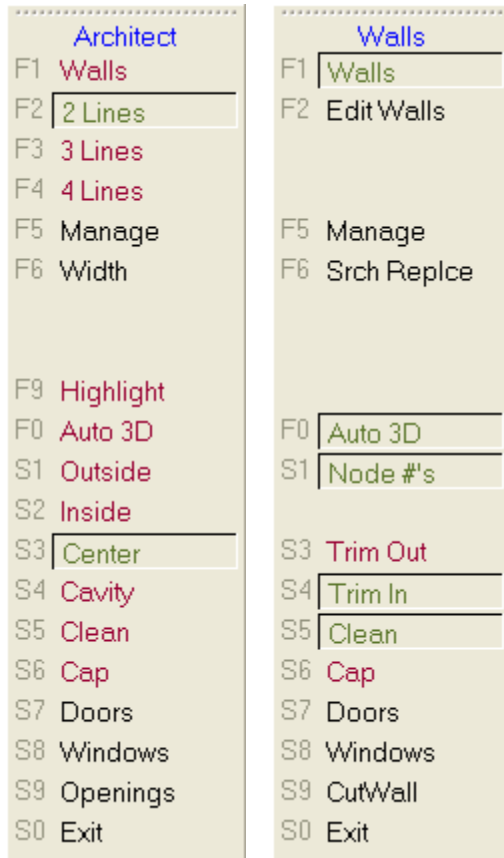 Architect
F1 Walls
F2 2 Lines
F3 3 Lines
F4 4 Lines
F5 Manage
F6 Width
F9 Highlight
F0 Auto 3D
S1 Outside
S2 Inside
S3 Center
S4 Cavity
S5 Clean
S6 Cap
S7 Doors
S8 Windows
S9 Openings
S0 Exit
Walls
F1 Walls
F2 Edit Walls
F5 Manage
F6 Srch Replce
F0 Auto 3D
S1 Node #'s
S3 Trim Out
S4 Trim In
S5 Clean
S6 Cap
S7 Doors
S8 Windows
S9 CutWall
S0 Exit